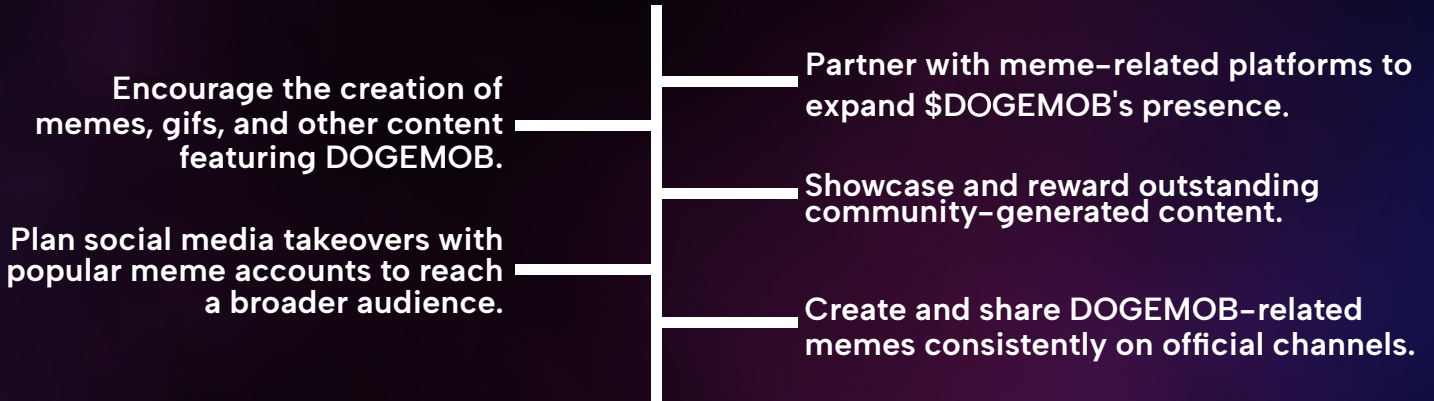 Encourage the creation of
memes, gifs, and other content
featuring DOGEMOB.
Plan social media takeovers with
popular meme accounts to reach
a broader audience.
Partner with meme-related platforms to
expand $DOGEMOB's presence.
Showcase and reward outstanding
community-generated content.
Create and share DOGEMOB-related
memes consistently on official channels.